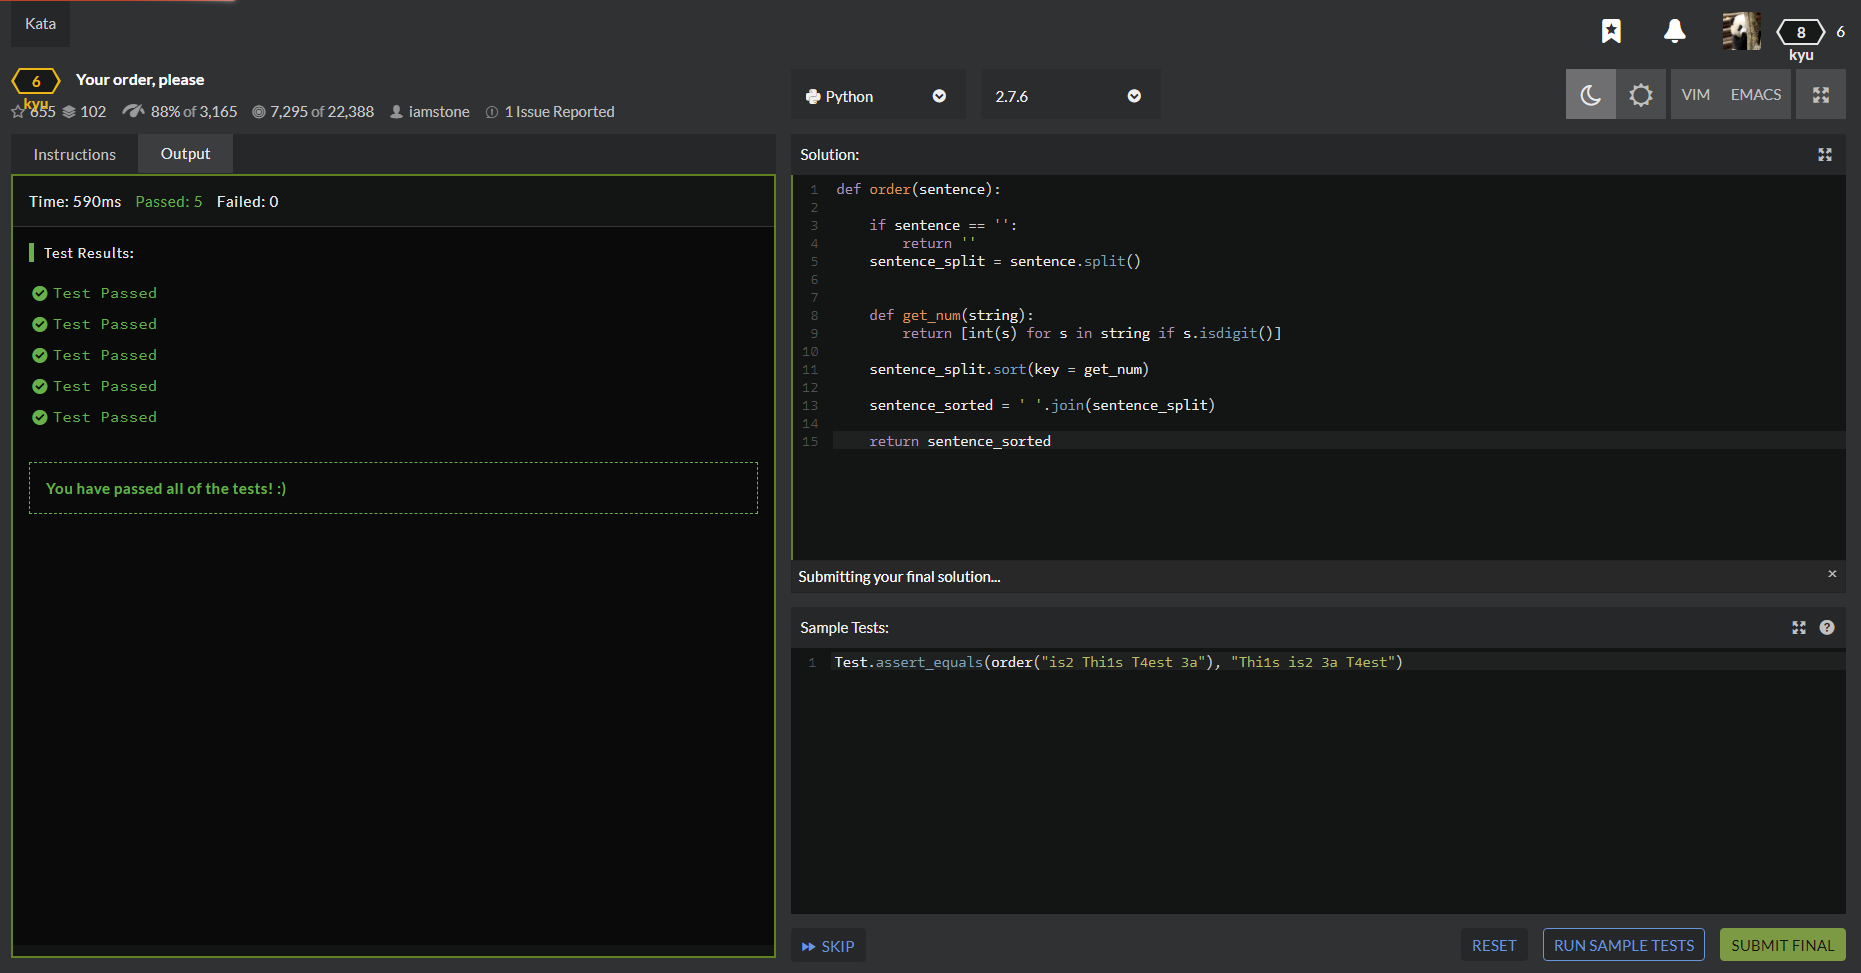 Kata
8 kyu 6
6 kyu Your order, please
655 102 88% of 3,165 7,295 of 22,388 iamstone 1 Issue Reported
Python 2.7.6 VIM EMACS
Instructions Output
Time: 590ms Passed: 5 Failed: 0
Test Results:
Test Passed
Test Passed
Test Passed
Test Passed
Test Passed
You have passed all of the tests! :)
Solution:
1 def order(sentence):
2
3     if sentence == '':
4         return ''
5     sentence_split = sentence.split()
6
7
8     def get_num(string):
9         return [int(s) for s in string if s.isdigit()]
10
11     sentence_split.sort(key = get_num)
12
13     sentence_sorted = ' '.join(sentence_split)
14
15     return sentence_sorted
Submitting your final solution... ×
Sample Tests: ?
1 Test.assert_equals(order("is2 Thi1s T4est 3a"), "Thi1s is2 3a T4est")
SKIP RESET RUN SAMPLE TESTS SUBMIT FINAL